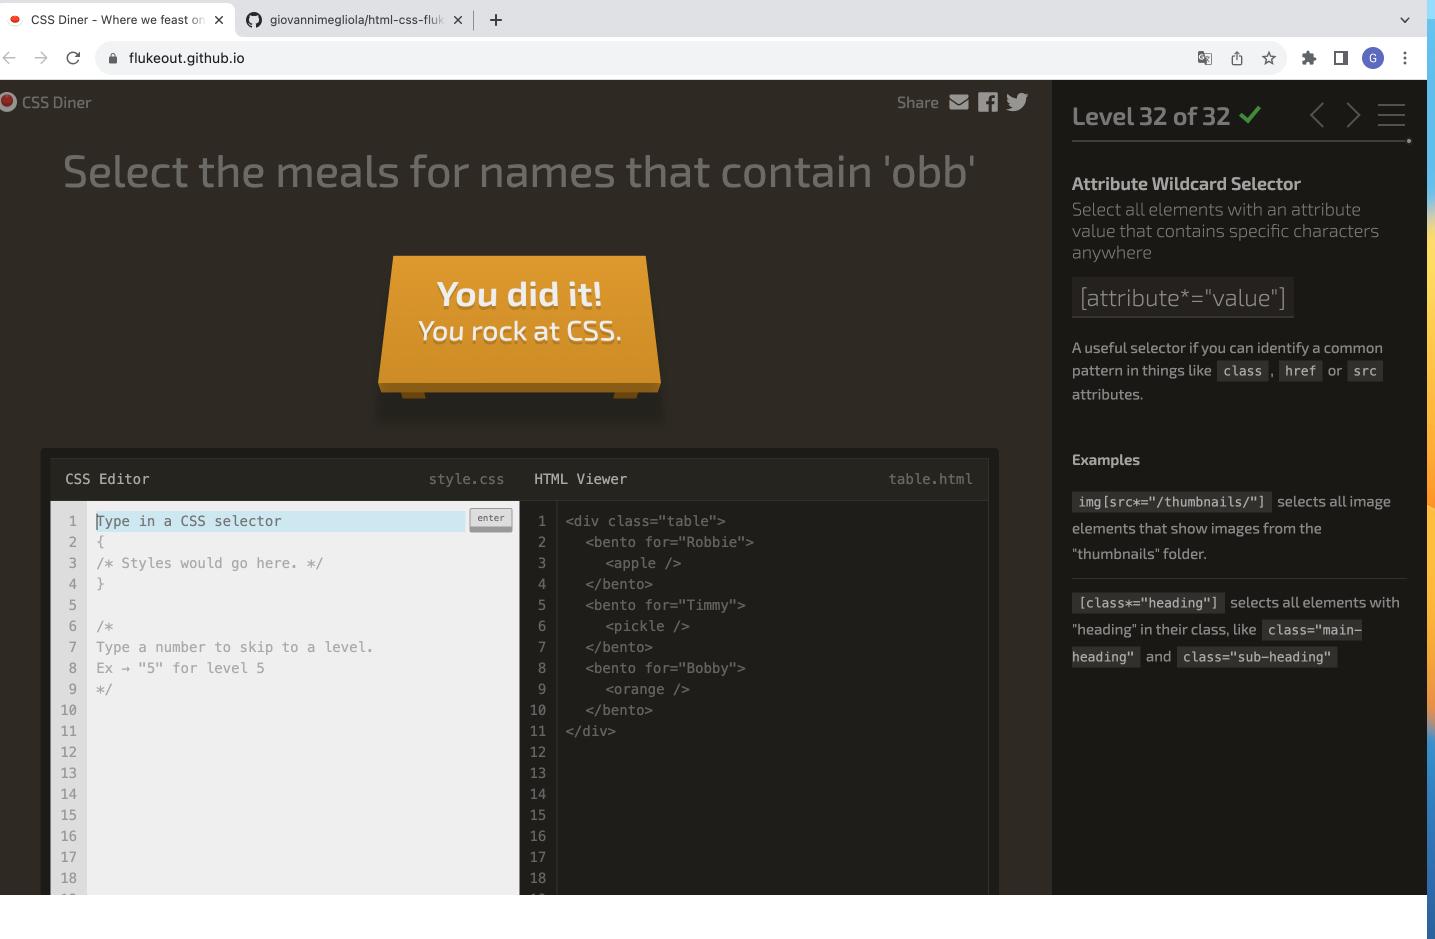 CSS Diner - Where we feast on
giovannimegliola/html-css-fluk
flukeout.github.io
G
CSS Diner
Share
Select the meals for names that contain 'obb'
You did it!
You rock at CSS.
CSS Editor
style.css
HTML Viewer
table.html
1 Type in a CSS selector
enter
2 {
3 /* Styles would go here. */
4 }
5
6 /*
7 Type a number to skip to a level.
8 Ex → "5" for level 5
9 */
10
11
12
13
14
15
16
17
18
1 <div class="table">
2 <bento for="Robbie">
3 <apple />
4 </bento>
5 <bento for="Timmy">
6 <pickle />
7 </bento>
8 <bento for="Bobby">
9 <orange />
10 </bento>
11 </div>
12
13
14
15
16
17
18
Level 32 of 32
Attribute Wildcard Selector
Select all elements with an attribute
value that contains specific characters
anywhere
[attribute*="value"]
A useful selector if you can identify a common
pattern in things like class , href or src
attributes.
Examples
img[src*="/thumbnails/"] selects all image
elements that show images from the
"thumbnails" folder.
[class*="heading"] selects all elements with
"heading" in their class, like class="main-
heading" and class="sub-heading"